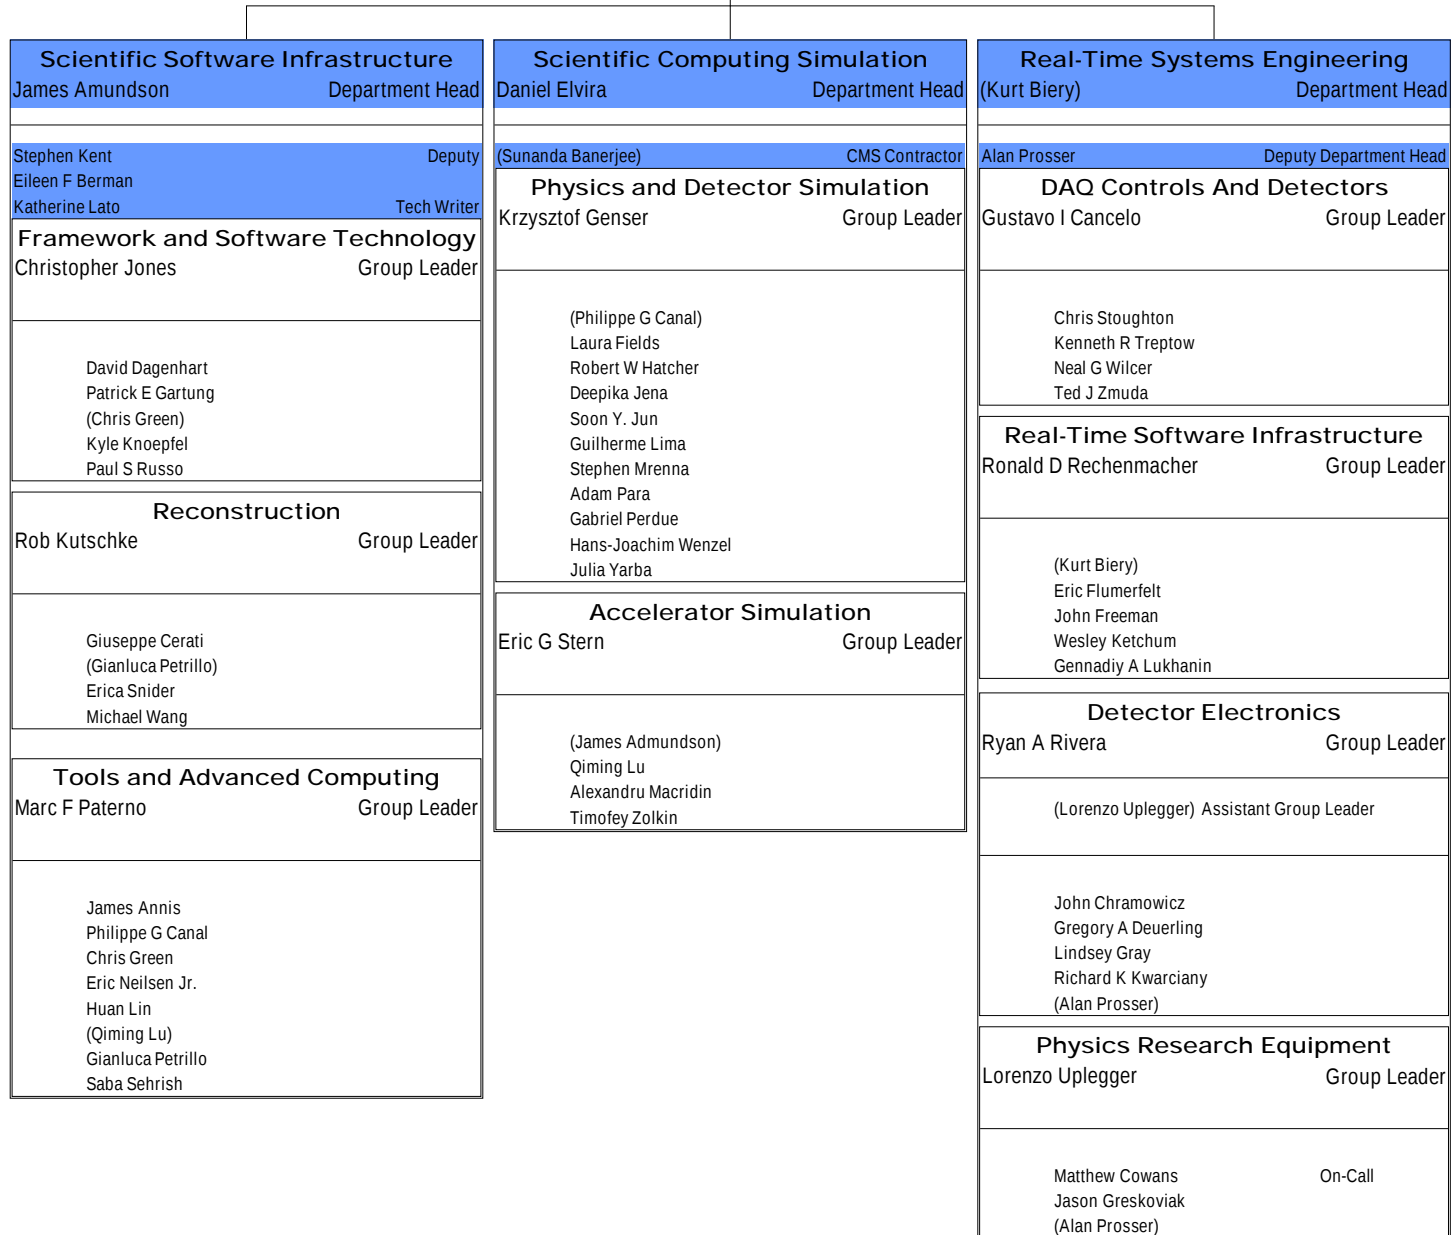 Scientific Software Infrastructure
James Amundson Department Head
Stephen Kent Deputy
Eileen F Berman
Katherine Lato Tech Writer
Framework and Software Technology
Christopher Jones Group Leader
David Dagenhart
Patrick E Gartung
(Chris Green)
Kyle Knoepfel
Paul S Russo
Reconstruction
Rob Kutschke Group Leader
Giuseppe Cerati
(Gianluca Petrillo)
Erica Snider
Michael Wang
Tools and Advanced Computing
Marc F Paterno Group Leader
James Annis
Philippe G Canal
Chris Green
Eric Neilsen Jr.
Huan Lin
(Qiming Lu)
Gianluca Petrillo
Saba Sehrish
Scientific Computing Simulation
Daniel Elvira Department Head
(Sunanda Banerjee) CMS Contractor
Physics and Detector Simulation
Krzysztof Genser Group Leader
(Philippe G Canal)
Laura Fields
Robert W Hatcher
Deepika Jena
Soon Y. Jun
Guilherme Lima
Stephen Mrenna
Adam Para
Gabriel Perdue
Hans-Joachim Wenzel
Julia Yarba
Accelerator Simulation
Eric G Stern Group Leader
(James Admundson)
Qiming Lu
Alexandru Macridin
Timofey Zolkin
Real-Time Systems Engineering
(Kurt Biery) Department Head
Alan Prosser Deputy Department Head
DAQ Controls And Detectors
Gustavo I Cancelo Group Leader
Chris Stoughton
Kenneth R Treptow
Neal G Wilcer
Ted J Zmuda
Real-Time Software Infrastructure
Ronald D Rechenmacher Group Leader
(Kurt Biery)
Eric Flumerfelt
John Freeman
Wesley Ketchum
Gennadiy A Lukhanin
Detector Electronics
Ryan A Rivera Group Leader
(Lorenzo Uplegger) Assistant Group Leader
John Chramowicz
Gregory A Deuerling
Lindsey Gray
Richard K Kwarciany
(Alan Prosser)
Physics Research Equipment
Lorenzo Uplegger Group Leader
Matthew Cowans On-Call
Jason Greskoviak
(Alan Prosser)